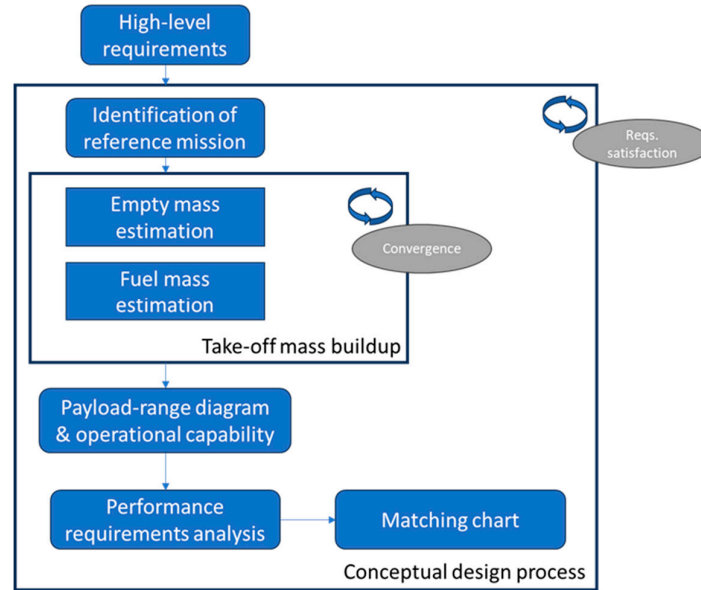 High-level
requirements
Identification of
reference mission
Reqs.
satisfaction
Empty mass
estimation
Convergence
Fuel mass
estimation
Take-off mass buildup
Payload-range diagram
& operational capability
Performance
requirements analysis
Matching chart
Conceptual design process